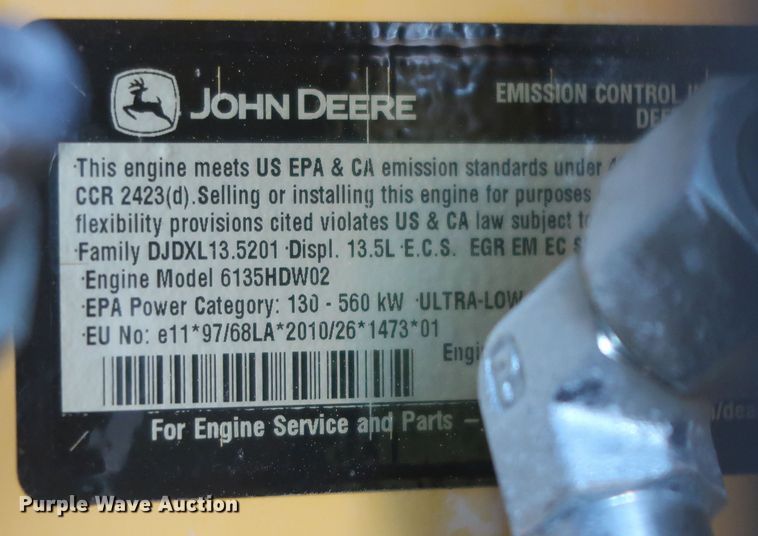 JOHN DEERE
EMISSION CONTROL
·This engine meets US EPA & CA emission standards under
CCR 2423(d).Selling or installing this engine for purposes
flexibility provisions cited violates US & CA law subject to
·Family DJDXL13.5201 ·Displ. 13.5L ·E.C.S. EGR EM EC
·Engine Model 6135HDW02
·EPA Power Category: 130 - 560 kW ·ULTRA-LOW
·EU No: e11*97/68LA*2010/26*1473*01
For Engine Service and Parts –
Purple Wave Auction